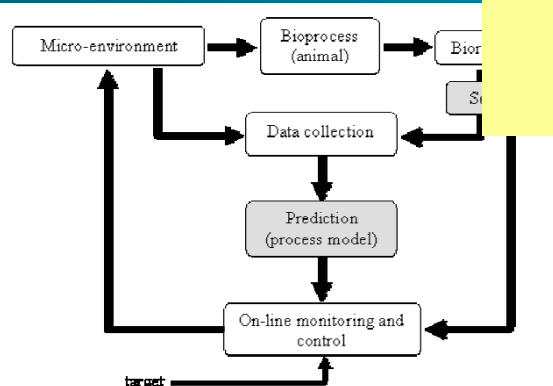 Micro-environment
Bioprocess
(animal)
Data collection
Prediction
(process model)
On-line monitoring and
control
target